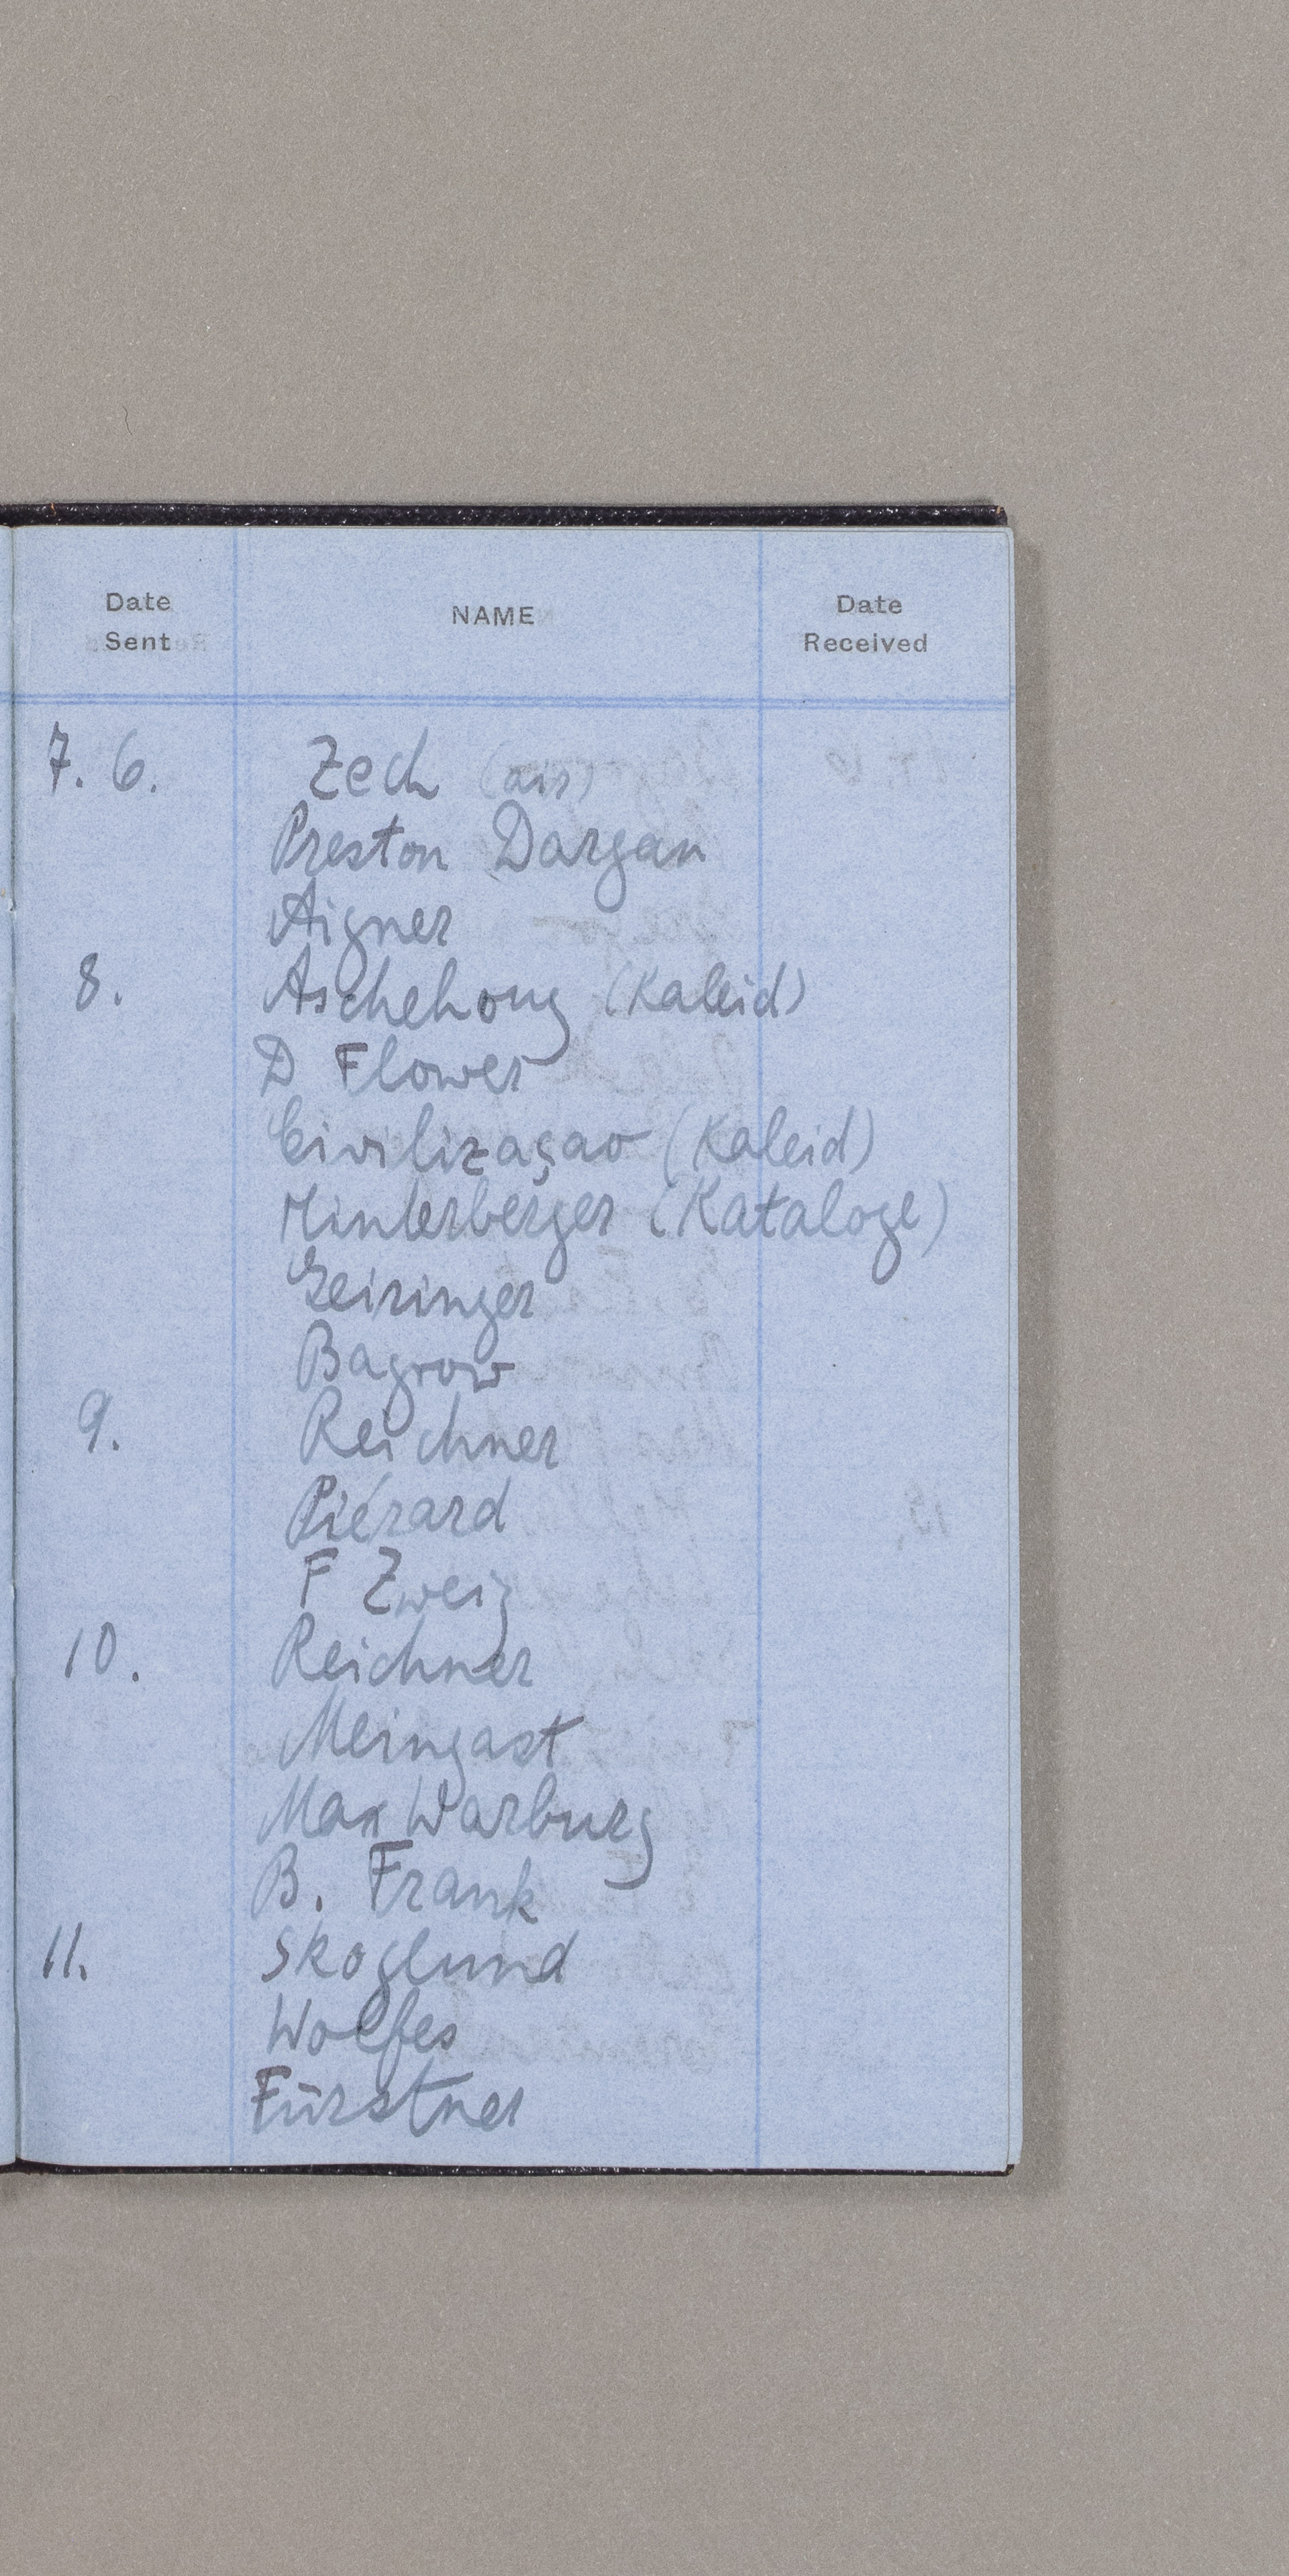 Date Sent NAME Date Received
7. 6. Zech (air)
Preston Dargan
Aigner
8. Aschehoug (Kaleid)
D Flower
Civilizaçao (Kaleid)
Hinterberger (Kataloge)
Geiringer
Bagrow
9. Reichner
Piérard
F Zweig
10. Reichner
Meingast
Max Warburg
B. Frank
11. Skoglund
Wolfes
Fürstner